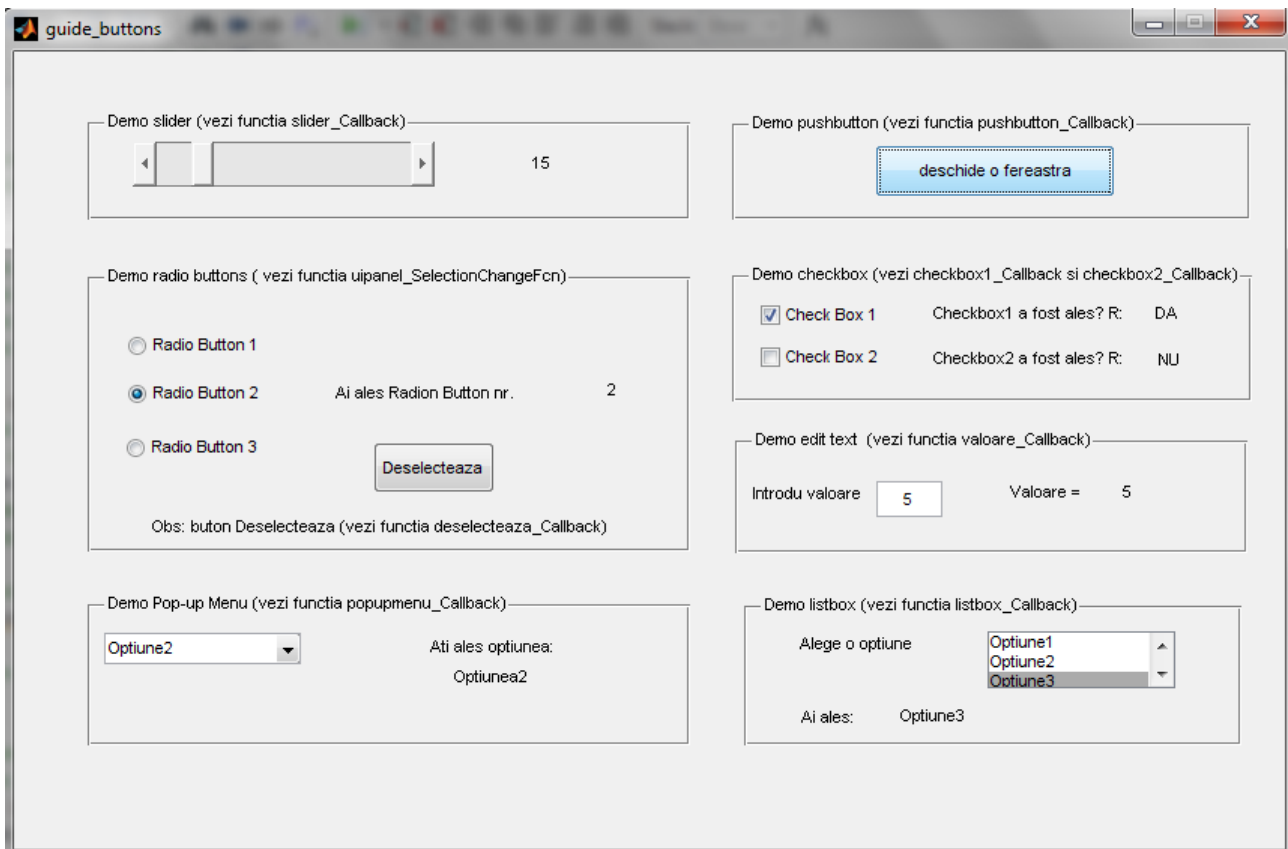 guide_buttons
Demo slider (vezi functia slider_Callback)
15
Demo pushbutton (vezi functia pushbutton_Callback)
deschide o fereastra
Demo radio buttons ( vezi functia uipanel_SelectionChangeFcn)
Radio Button 1
Radio Button 2 Ai ales Radion Button nr. 2
Radio Button 3
Deselecteaza
Obs: buton Deselecteaza (vezi functia deselecteaza_Callback)
Demo checkbox (vezi checkbox1_Callback si checkbox2_Callback)
Check Box 1 Checkbox1 a fost ales? R: DA
Check Box 2 Checkbox2 a fost ales? R: NU
Demo edit text (vezi functia valoare_Callback)
Introdu valoare 5 Valoare = 5
Demo Pop-up Menu (vezi functia popupmenu_Callback)
Optiune2 Ati ales optiunea:
Optiunea2
Demo listbox (vezi functia listbox_Callback)
Alege o optiune Optiune1
Optiune2
Optiune3
Ai ales: Optiune3